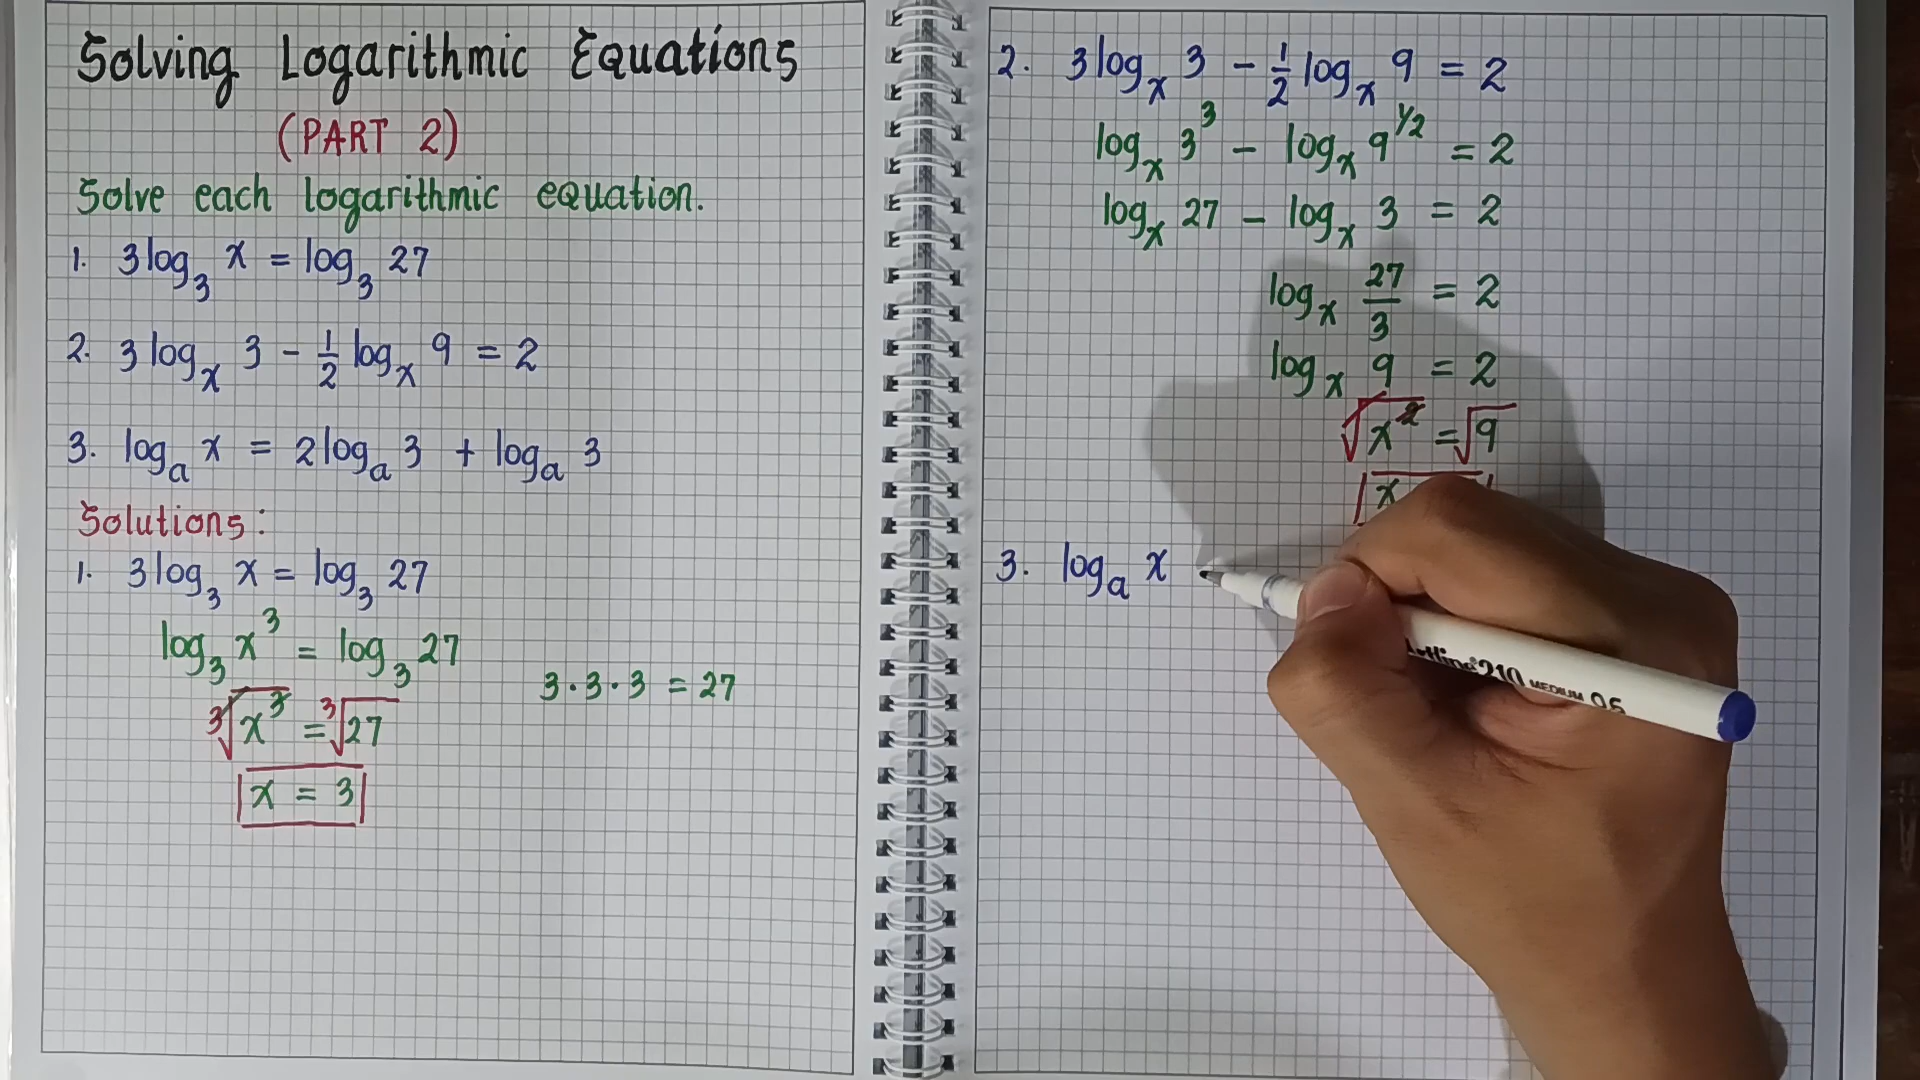 Solving Logarithmic Equations
(PART 2)
Solve each logarithmic equation.
1. 3log₃ x = log₃ 27
2. 3 logₓ 3 - 1/2 logₓ 9 = 2
3. logₐ x = 2logₐ 3 + logₐ 3
Solutions:
1. 3log₃ x = log₃ 27
log₃ x³ = log₃ 27
3·3·3 = 27
∛x³ = ∛27
x = 3
2. 3logₓ 3 - 1/2 logₓ 9 = 2
logₓ 3³ - logₓ 9^1/2 = 2
logₓ 27 - logₓ 3 = 2
logₓ 27/3 = 2
logₓ 9 = 2
√x² = √9
x
3. logₐ x
Artline 210 MEDIUM